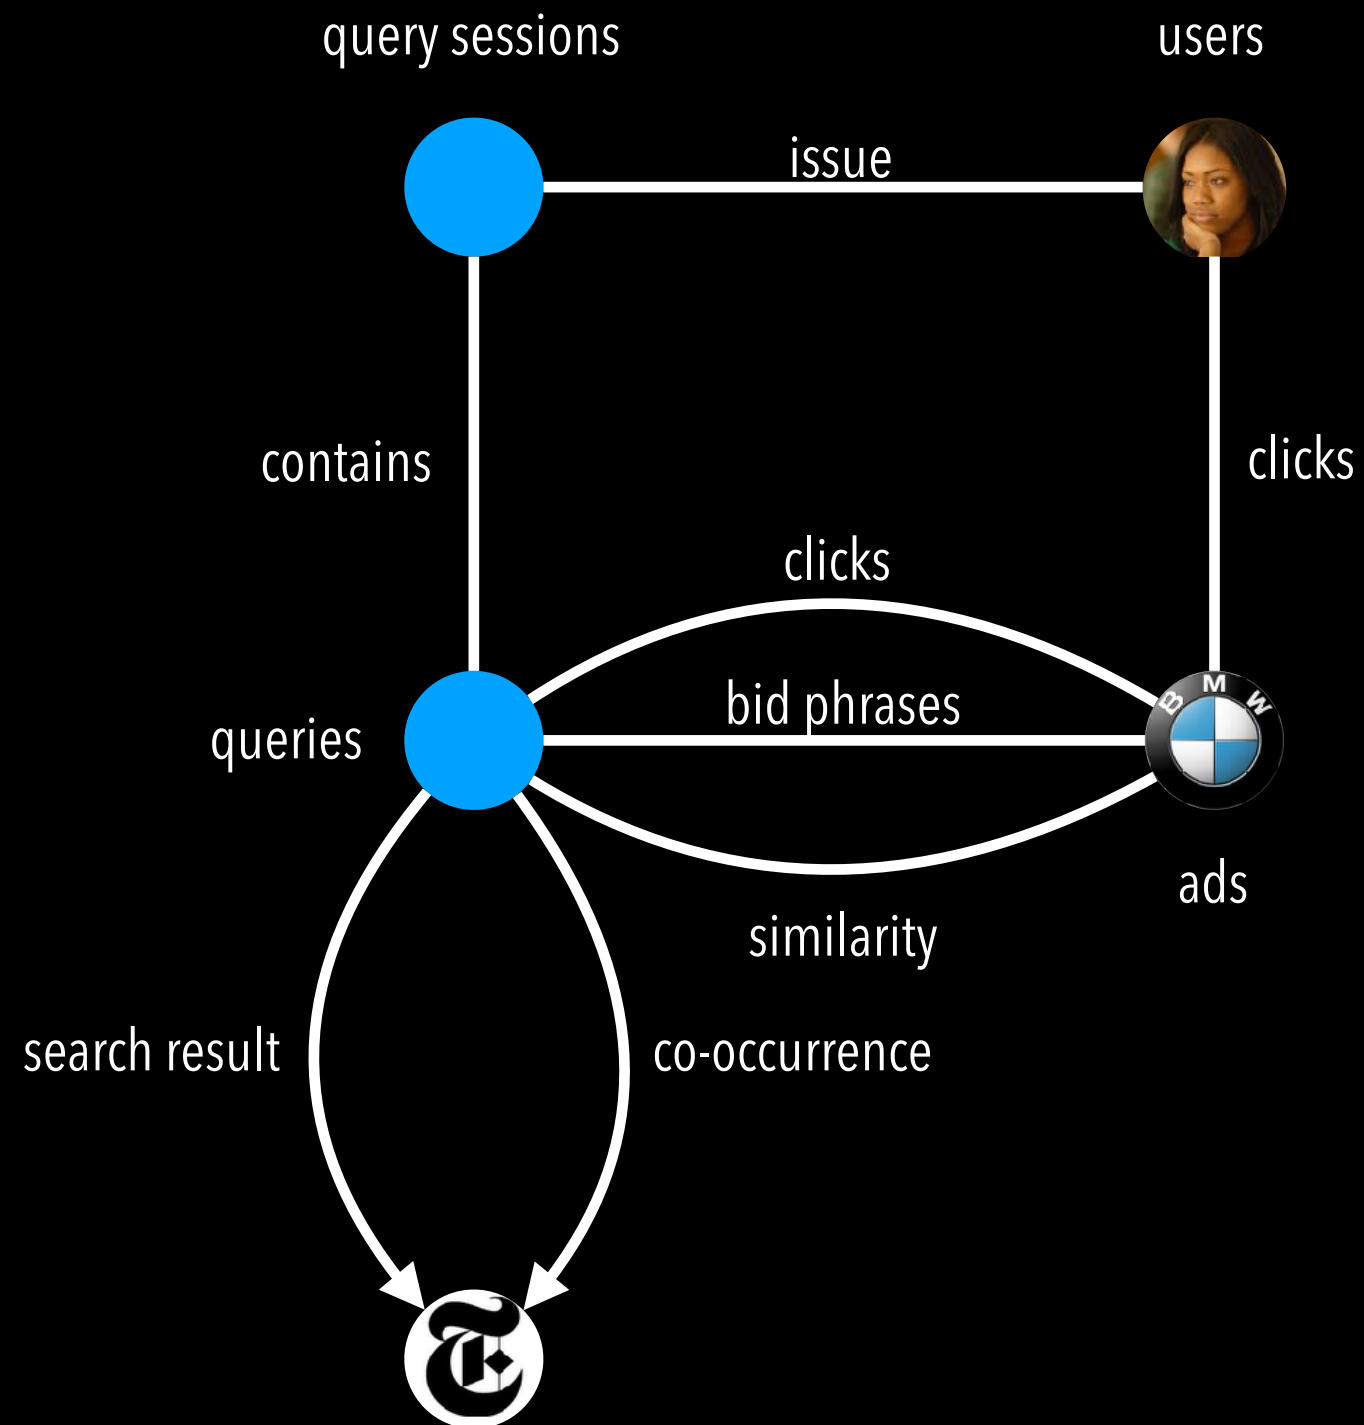 query sessions
users
issue
contains
clicks
clicks
bid phrases
queries
BMW
ads
similarity
search result
co-occurrence
T